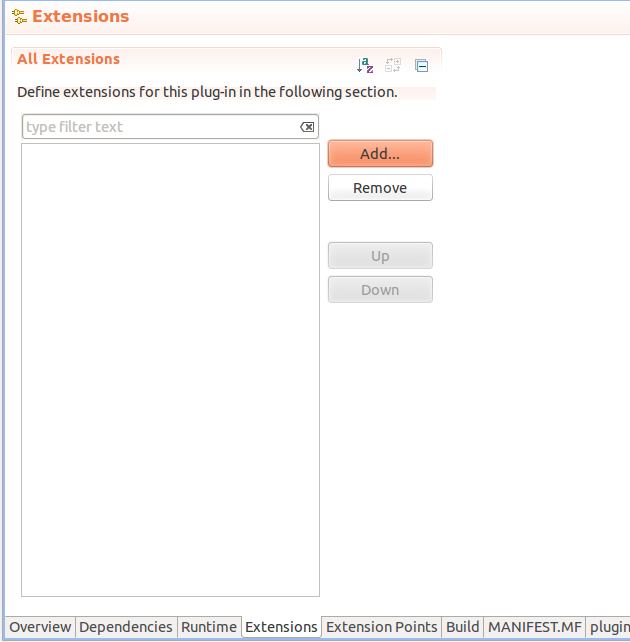 Extensions
All Extensions
Define extensions for this plug-in in the following section.
type filter text
Add...
Remove
Up
Down
Overview Dependencies Runtime Extensions Extension Points Build MANIFEST.MF plugin